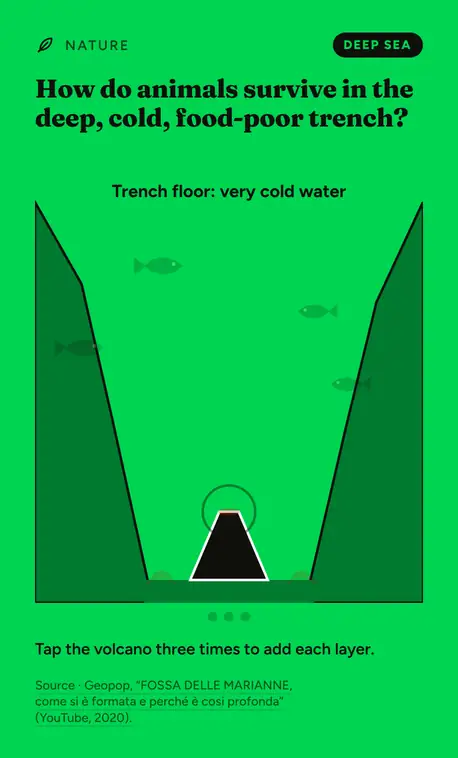 NATURE
DEEP SEA
How do animals survive in the
deep, cold, food-poor trench?
Trench floor: very cold water
Tap the volcano three times to add each layer.
Source · Geopop, "FOSSA DELLE MARIANNE,
come si è formata e perché è così profonda"
(YouTube, 2020).